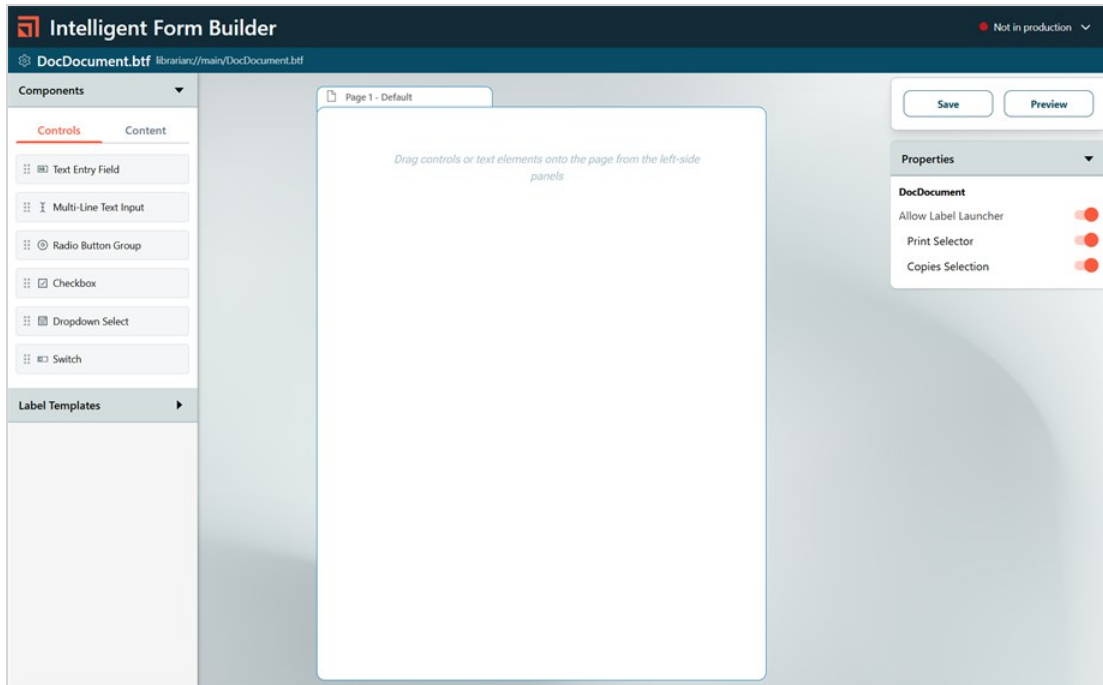 Intelligent Form Builder
Not in production
DocDocument.btf librarian://main/DocDocument.btf
Components
Controls Content
Text Entry Field
Multi-Line Text Input
Radio Button Group
Checkbox
Dropdown Select
Switch
Label Templates
Page 1 - Default
Drag controls or text elements onto the page from the left-side
panels
Save Preview
Properties
DocDocument
Allow Label Launcher
Print Selector
Copies Selection